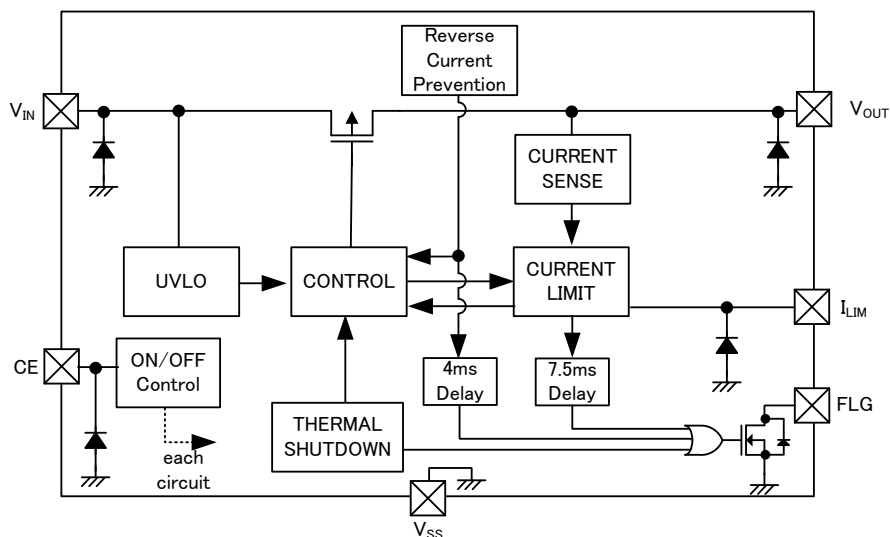 Reverse
Current
Prevention
VIN
VOUT
CURRENT
SENSE
UVLO
CONTROL
CURRENT
LIMIT
ILIM
CE
ON/OFF
Control
4ms
Delay
7.5ms
Delay
FLG
THERMAL
SHUTDOWN
each
circuit
VSS